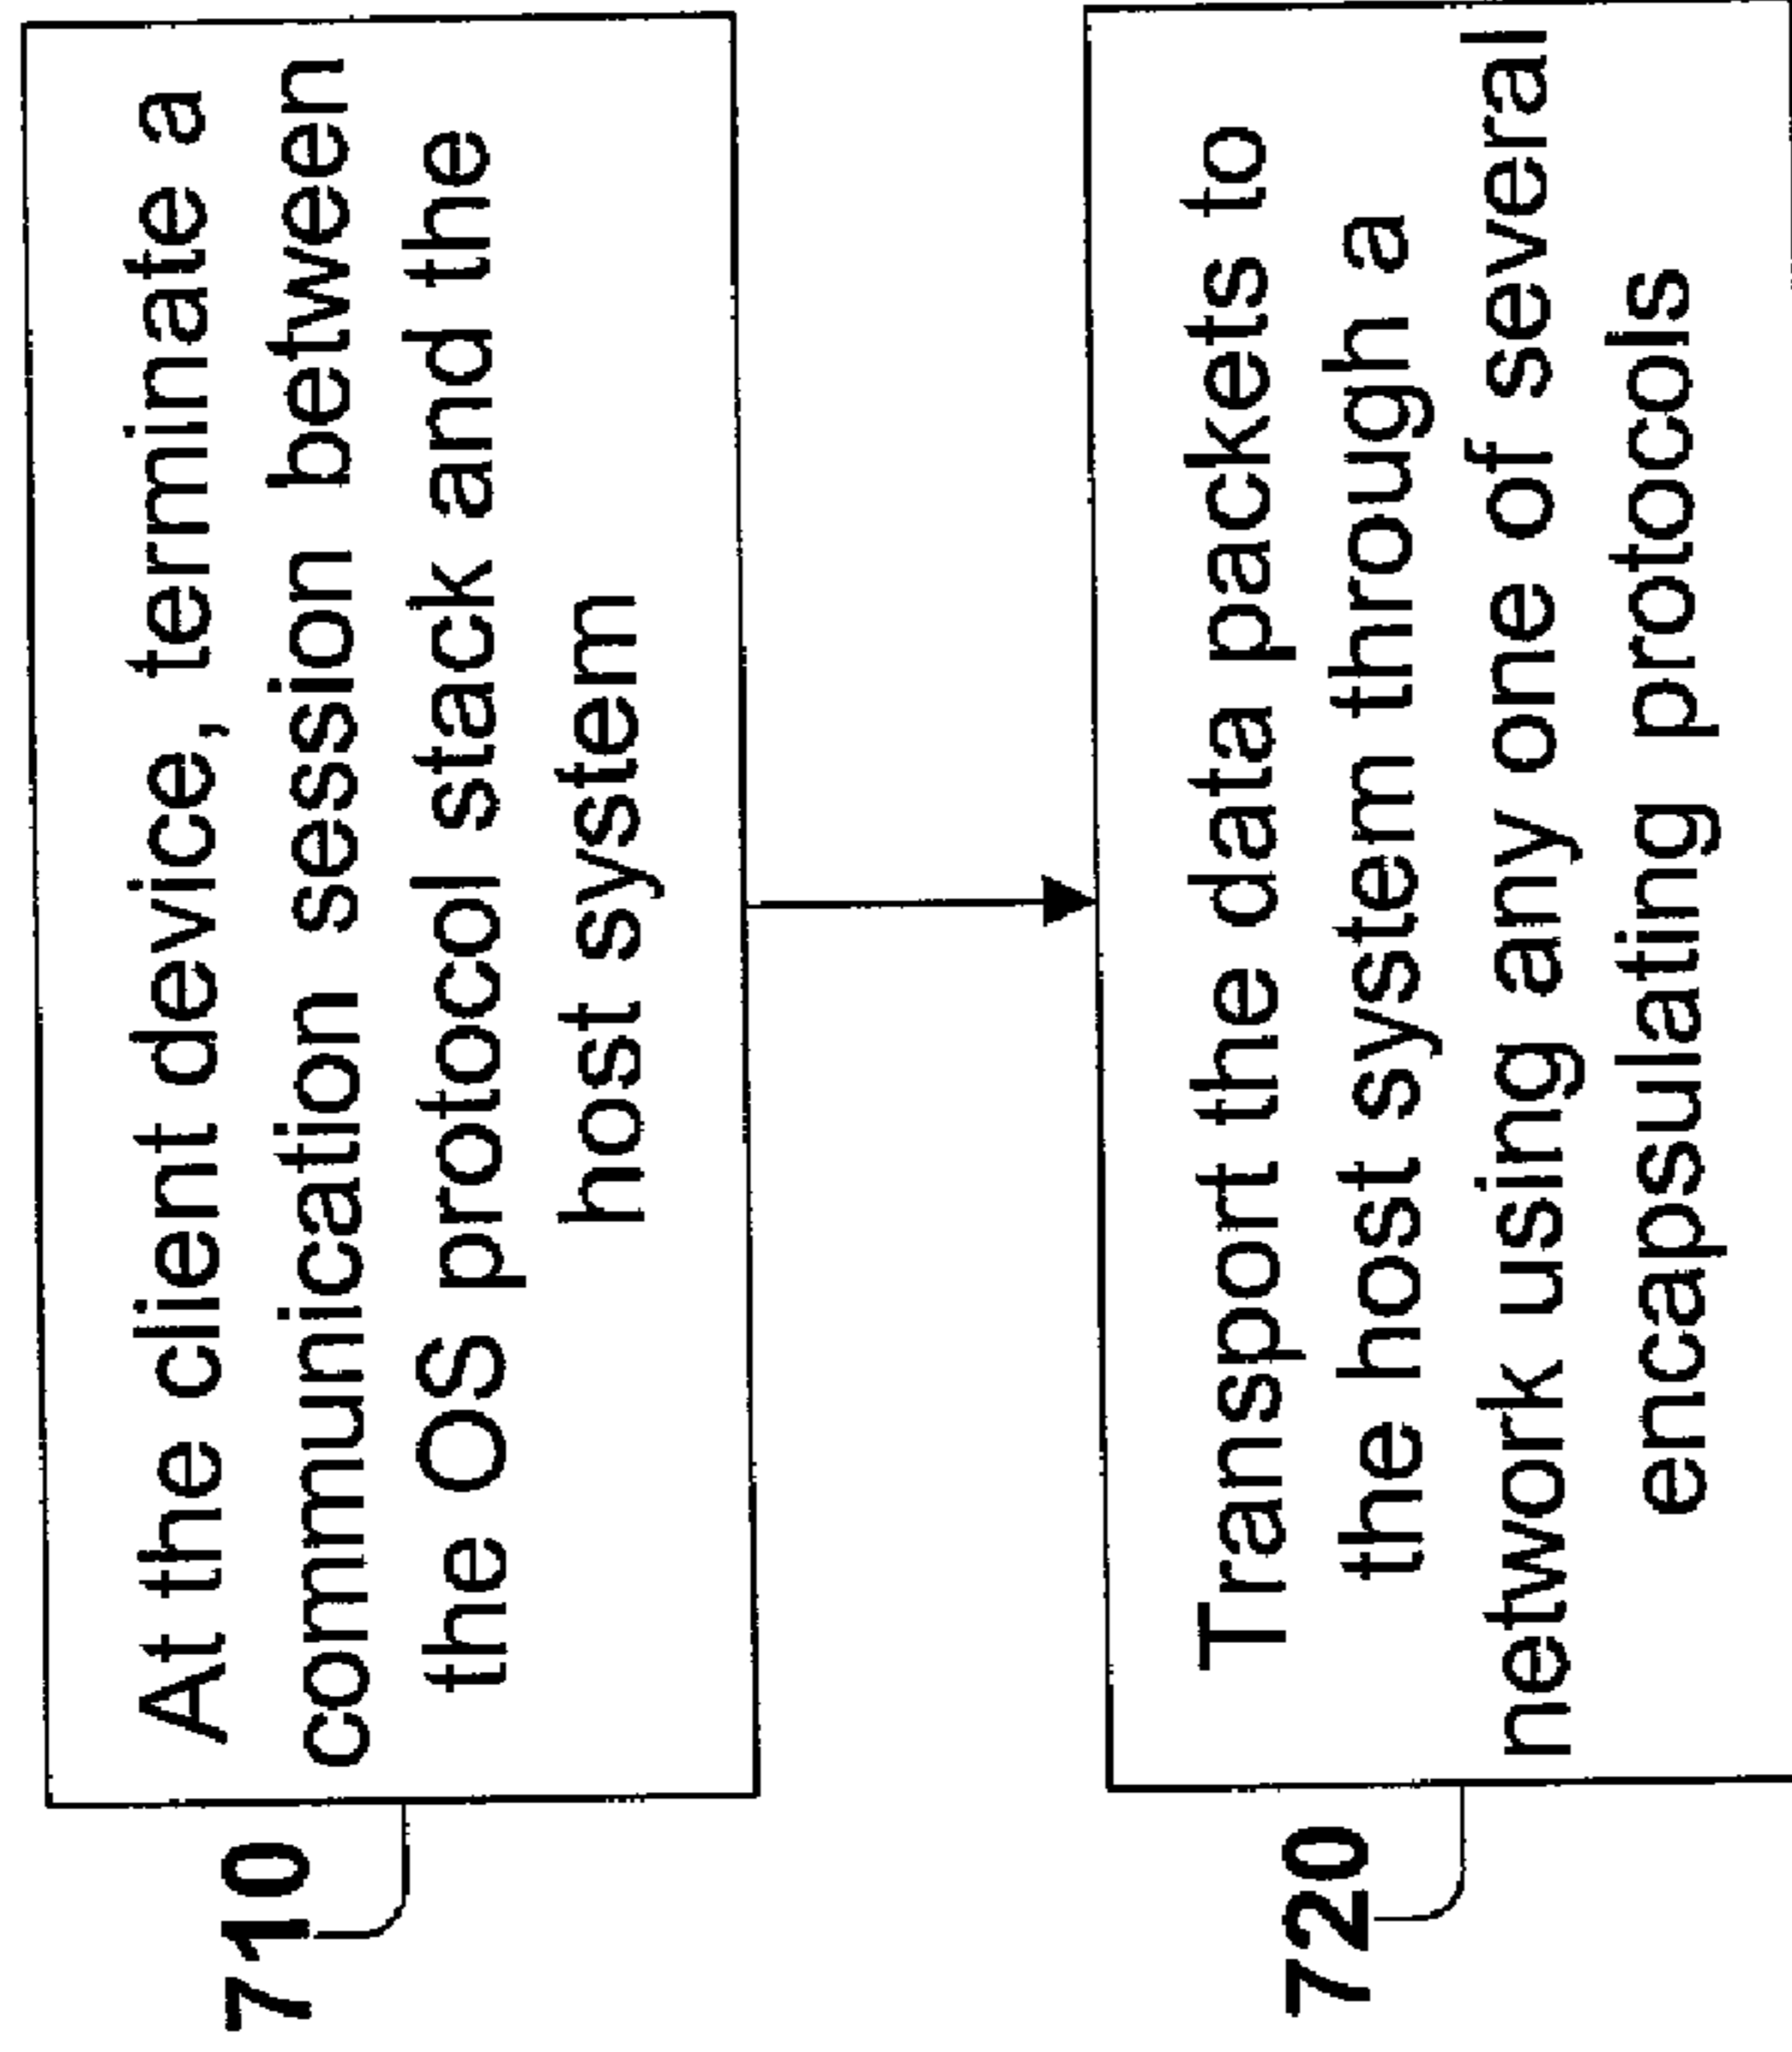 710
At the client device, terminate a
communication session between
the OS protocol stack and the
host system
720
Transport the data packets to
the host system through a
network using any one of several
encapsulating protocols